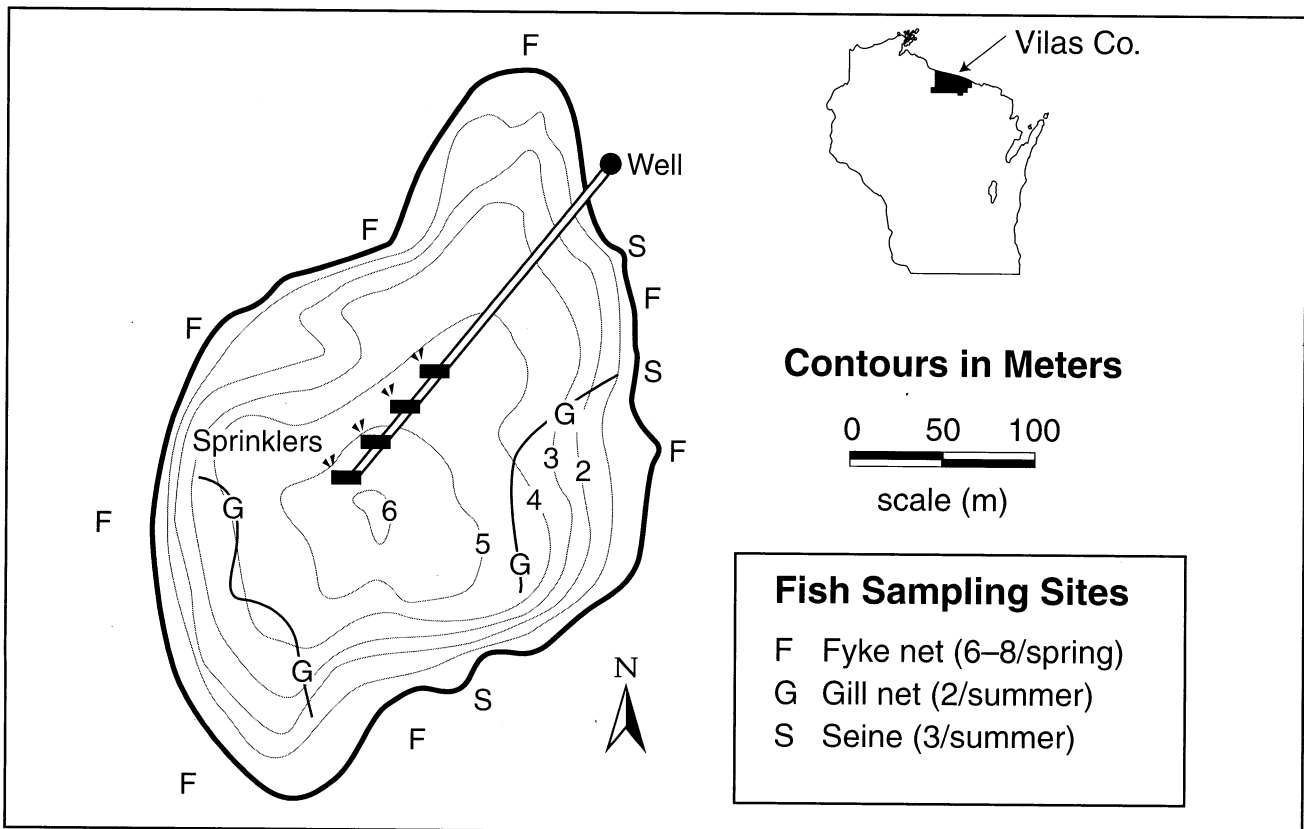 F
Vilas Co.
Well
F
S
F
F
Contours in Meters
S
G
0 50 100
Sprinklers
F
3
2
scale (m)
4
G
6
F
5
G
Fish Sampling Sites
F Fyke net (6–8/spring)
G
N
G Gill net (2/summer)
S
S Seine (3/summer)
F
F